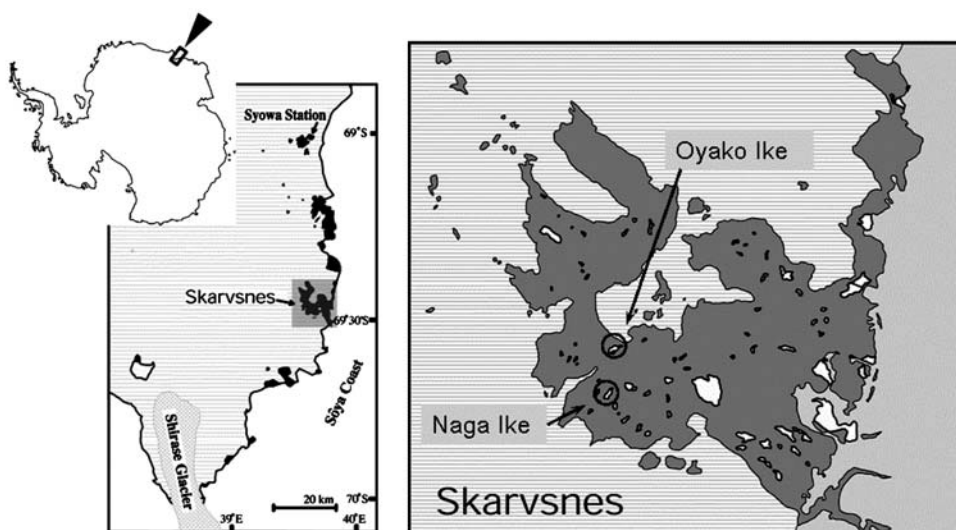 Syowa Station
69°S
Skarvsnes
69°30'S
Sôya Coast
Shirase Glacier
20 km
70°S
39°E
40°E
Oyako Ike
Naga Ike
Skarvsnes